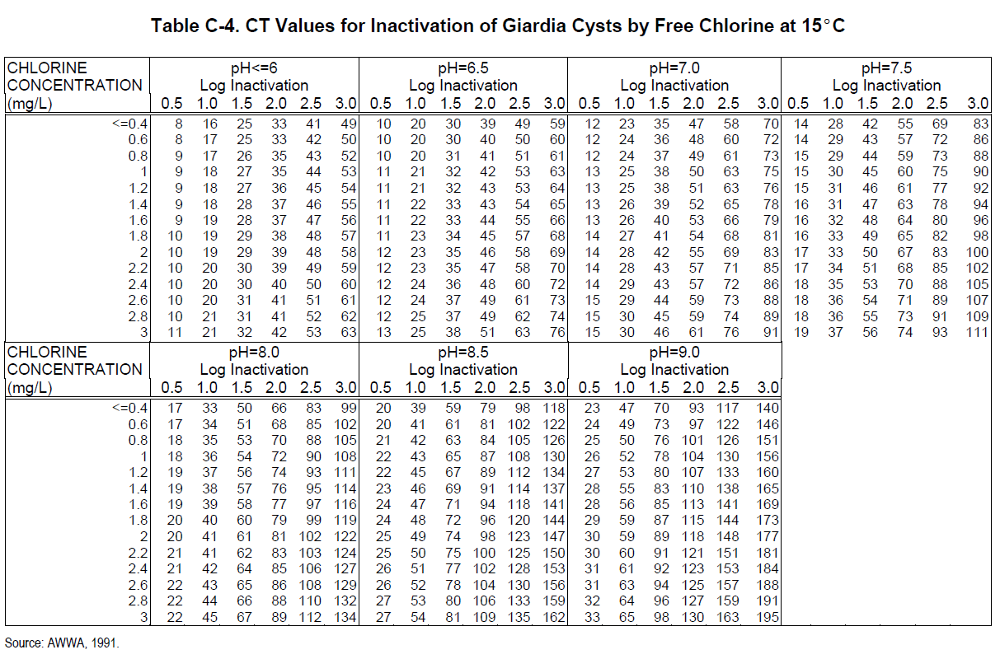 Table C-4. CT Values for Inactivation of Giardia Cysts by Free Chlorine at 15°C
CHLORINE pH<=6 pH=6.5 pH=7.0 pH=7.5
CONCENTRATION Log Inactivation Log Inactivation Log Inactivation Log Inactivation
(mg/L) 0.5 1.0 1.5 2.0 2.5 3.0 0.5 1.0 1.5 2.0 2.5 3.0 0.5 1.0 1.5 2.0 2.5 3.0 0.5 1.0 1.5 2.0 2.5 3.0
<=0.4 8 16 25 33 41 49 10 20 30 39 49 59 12 23 35 47 58 70 14 28 42 55 69 83
0.6 8 17 25 33 42 50 10 20 30 40 50 60 12 24 36 48 60 72 14 29 43 57 72 86
0.8 9 17 26 35 43 52 10 20 31 41 51 61 12 24 37 49 61 73 15 29 44 59 73 88
1 9 18 27 35 44 53 11 21 32 42 53 63 13 25 38 50 63 75 15 30 45 60 75 90
1.2 9 18 27 36 45 54 11 21 32 43 53 64 13 25 38 51 63 76 15 31 46 61 77 92
1.4 9 18 28 37 46 55 11 22 33 43 54 65 13 26 39 52 65 78 16 31 47 63 78 94
1.6 9 19 28 37 47 56 11 22 33 44 55 66 13 26 40 53 66 79 16 32 48 64 80 96
1.8 10 19 29 38 48 57 11 23 34 45 57 68 14 27 41 54 68 81 16 33 49 65 82 98
2 10 19 29 39 48 58 12 23 35 46 58 69 14 28 42 55 69 83 17 33 50 67 83 100
2.2 10 20 30 39 49 59 12 23 35 47 58 70 14 28 43 57 71 85 17 34 51 68 85 102
2.4 10 20 30 40 50 60 12 24 36 48 60 72 14 29 43 57 72 86 18 35 53 70 88 105
2.6 10 20 31 41 51 61 12 24 37 49 61 73 15 29 44 59 73 88 18 36 54 71 89 107
2.8 10 21 31 41 52 62 12 25 37 49 62 74 15 30 45 59 74 89 18 36 55 73 91 109
3 11 21 32 42 53 63 13 25 38 51 63 76 15 30 46 61 76 91 19 37 56 74 93 111
CHLORINE pH=8.0 pH=8.5 pH=9.0
CONCENTRATION Log Inactivation Log Inactivation Log Inactivation
(mg/L) 0.5 1.0 1.5 2.0 2.5 3.0 0.5 1.0 1.5 2.0 2.5 3.0 0.5 1.0 1.5 2.0 2.5 3.0
<=0.4 17 33 50 66 83 99 20 39 59 79 98 118 23 47 70 93 117 140
0.6 17 34 51 68 85 102 20 41 61 81 102 122 24 49 73 97 122 146
0.8 18 35 53 70 88 105 21 42 63 84 105 126 25 50 76 101 126 151
1 18 36 54 72 90 108 22 43 65 87 108 130 26 52 78 104 130 156
1.2 19 37 56 74 93 111 22 45 67 89 112 134 27 53 80 107 133 160
1.4 19 38 57 76 95 114 23 46 69 91 114 137 28 55 83 110 138 165
1.6 19 39 58 77 97 116 24 47 71 94 118 141 28 56 85 113 141 169
1.8 20 40 60 79 99 119 24 48 72 96 120 144 29 59 87 115 144 173
2 20 41 61 81 102 122 25 49 74 98 123 147 30 59 89 118 148 177
2.2 21 41 62 83 103 124 25 50 75 100 125 150 30 60 91 121 151 181
2.4 21 42 64 85 106 127 26 51 77 102 128 153 31 61 92 123 153 184
2.6 22 43 65 86 108 129 26 52 78 104 130 156 31 63 94 125 157 188
2.8 22 44 66 88 110 132 27 53 80 106 133 159 32 64 96 127 159 191
3 22 45 67 89 112 134 27 54 81 109 135 162 33 65 98 130 163 195
Source: AWWA, 1991.